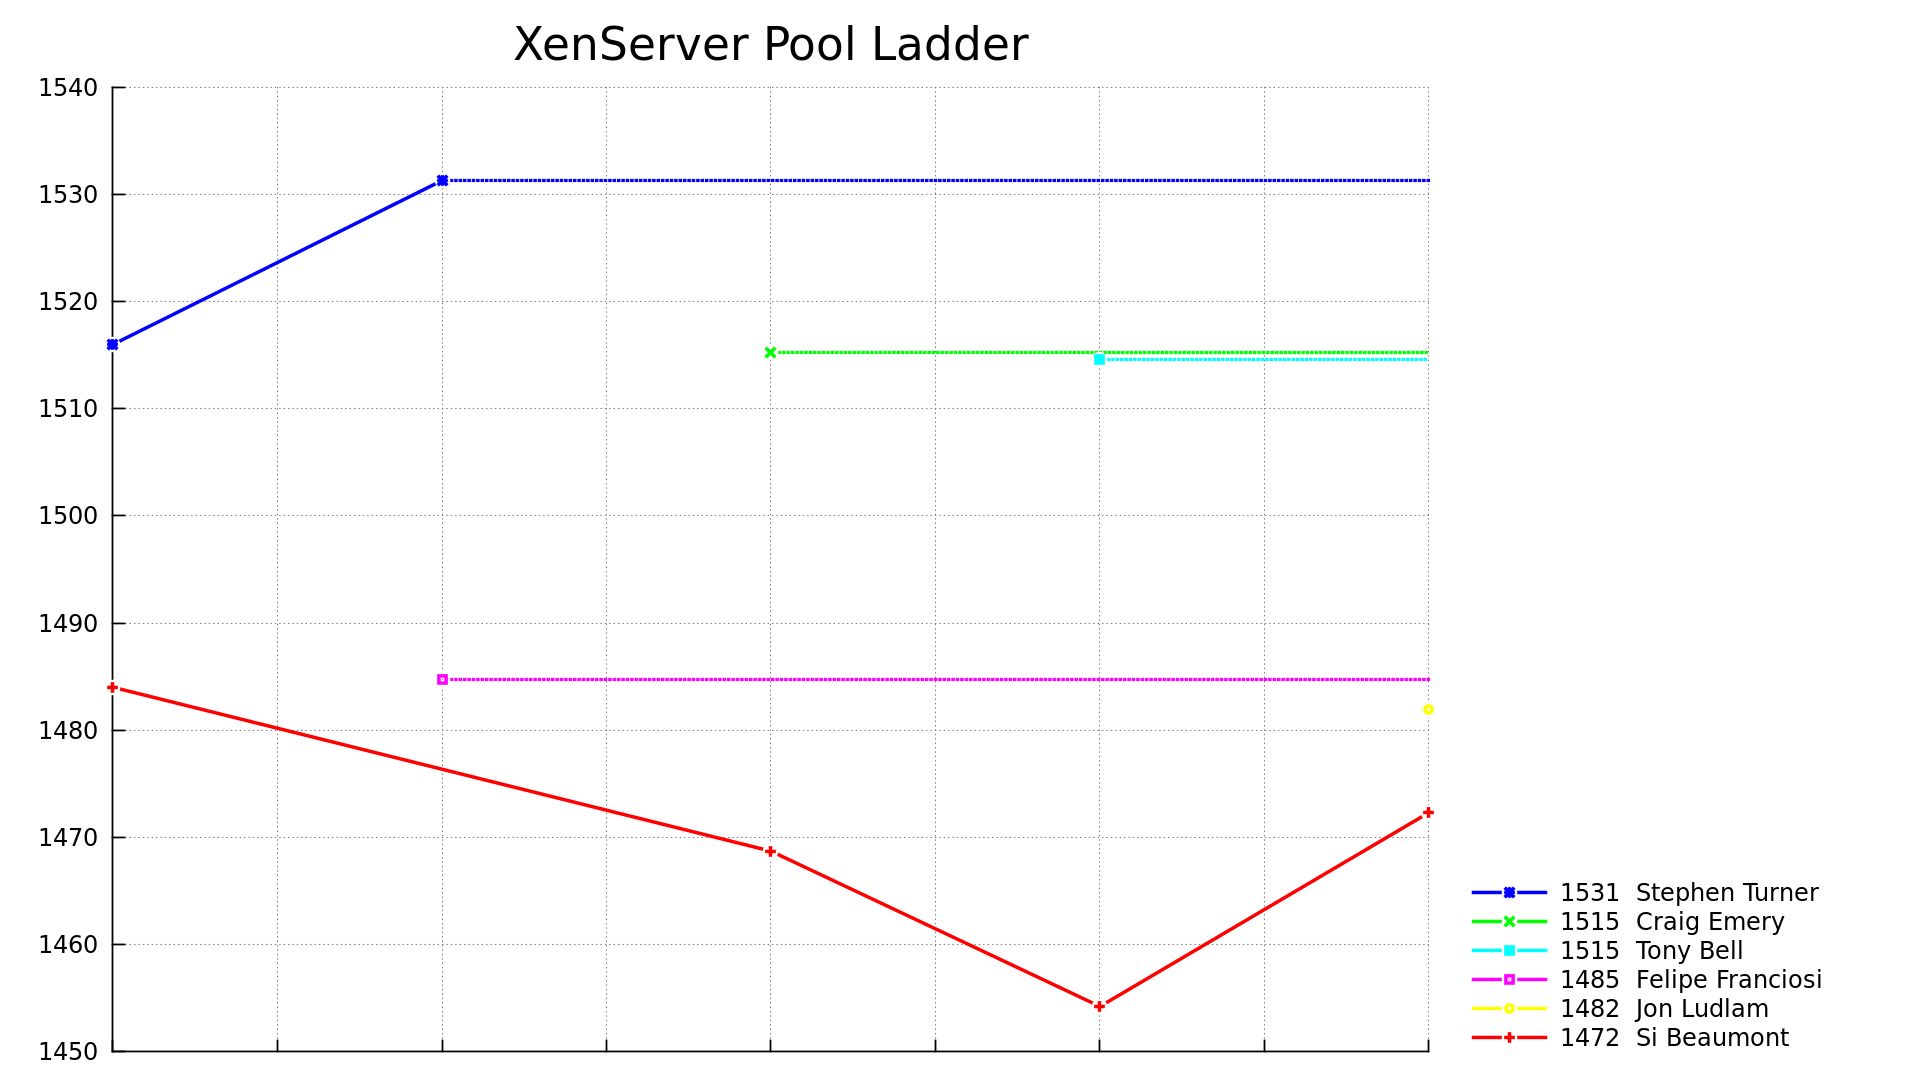 XenServer Pool Ladder
1540
1530
1520
1510
1500
1490
1480
1470
1460
1450
1531 Stephen Turner
1515 Craig Emery
1515 Tony Bell
1485 Felipe Franciosi
1482 Jon Ludlam
1472 Si Beaumont